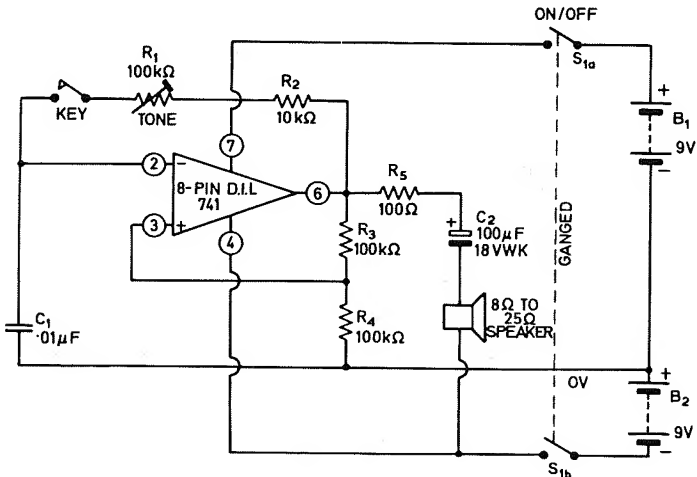 ON/OFF
S1a
R1
100kΩ
R2
10kΩ
KEY
TONE
+
B1
9V
−
7
2
−
8-PIN D.I.L
741
6
3
+
4
R5
100Ω
+
C2
100µF
18VWK
GANGED
R3
100kΩ
R4
100kΩ
8Ω TO
25Ω
SPEAKER
C1
.01µF
0V
+
B2
9V
−
S1b